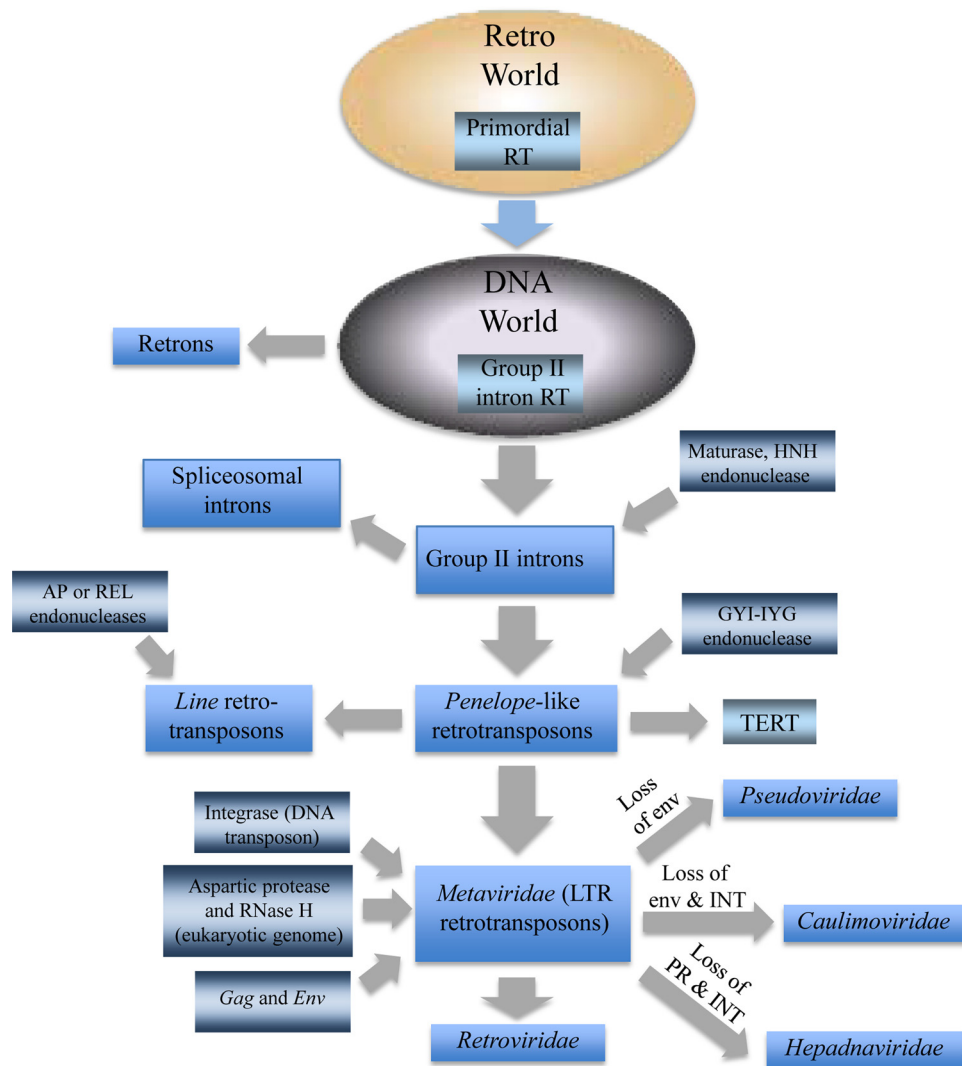 Retro
World
Primordial
RT
DNA
World
Group II
intron RT
Retrons
Maturase, HNH
endonuclease
Spliceosomal
introns
Group II introns
AP or REL
endonucleases
GYI-IYG
endonuclease
Line retro-
transposons
Penelope-like
retrotransposons
TERT
Loss
of env
Pseudoviridae
Integrase (DNA
transposon)
Aspartic protease
and RNase H
(eukaryotic genome)
Metaviridae (LTR
retrotransposons)
Loss of
env & INT
Caulimoviridae
Gag and Env
Loss of
PR & INT
Retroviridae
Hepadnaviridae